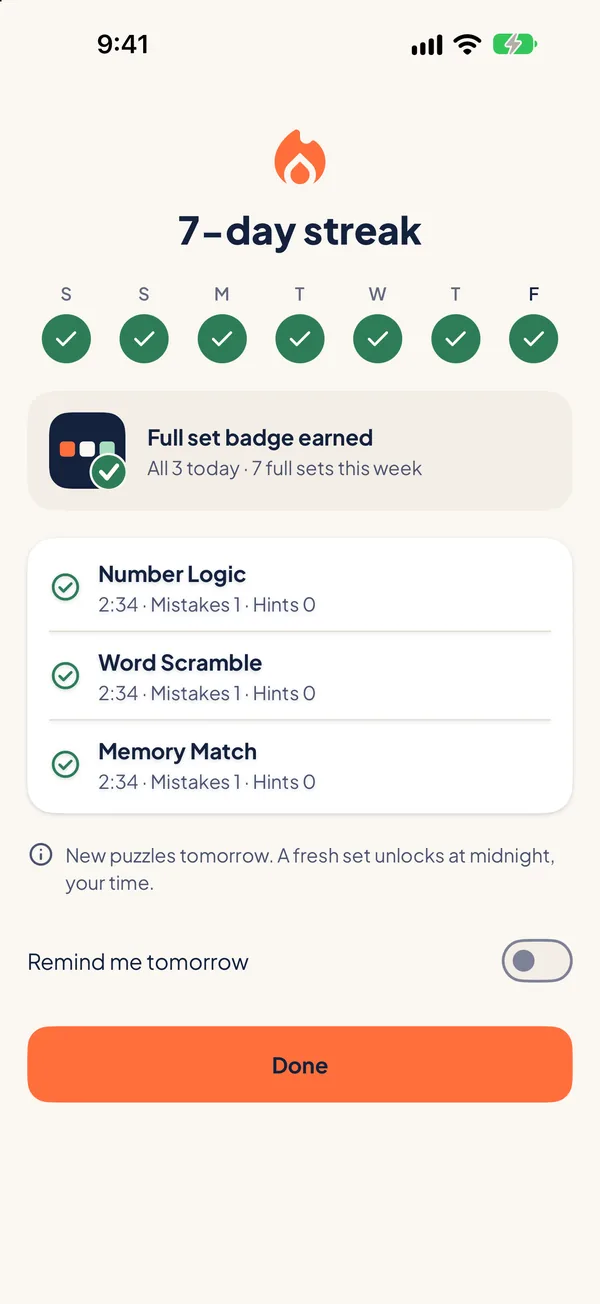 9:41
7-day streak
S S M T W T F
Full set badge earned
All 3 today · 7 full sets this week
Number Logic
2:34 · Mistakes 1 · Hints 0
Word Scramble
2:34 · Mistakes 1 · Hints 0
Memory Match
2:34 · Mistakes 1 · Hints 0
New puzzles tomorrow. A fresh set unlocks at midnight,
your time.
Remind me tomorrow
Done